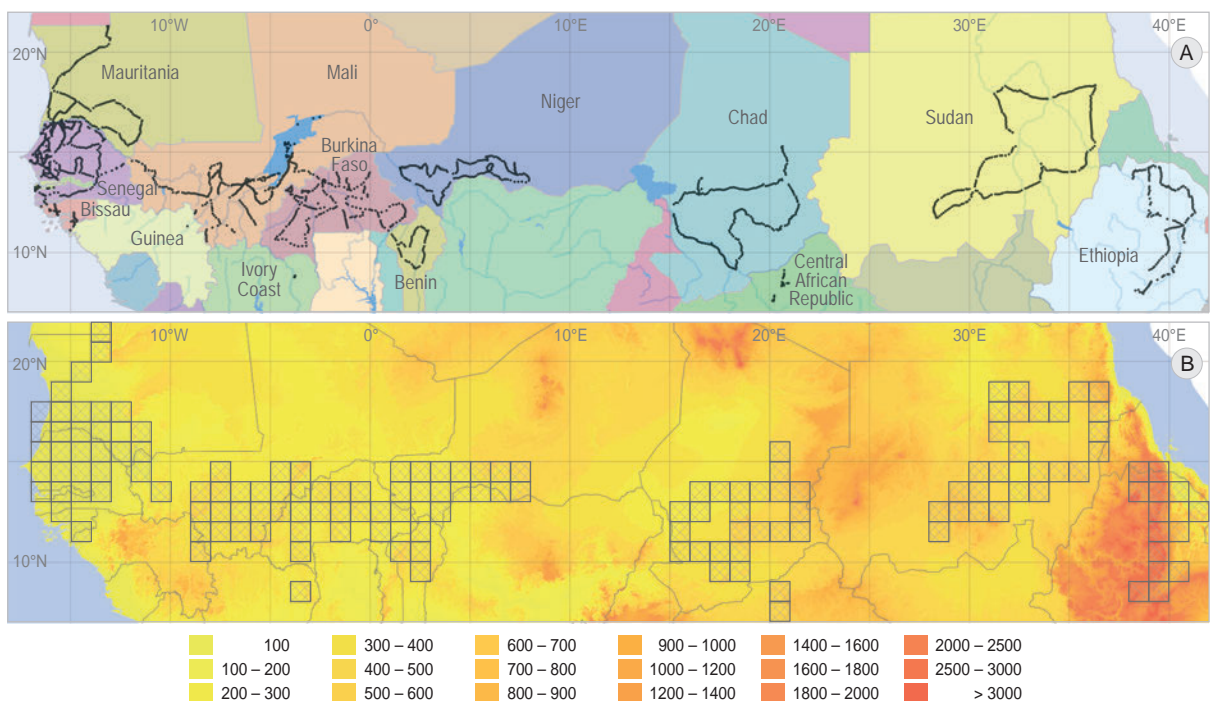 10°W 0° 10°E 20°E 30°E 40°E
20°N
A
Mauritania
Mali
Niger
Chad
Sudan
Burkina
Faso
Senegal
Bissau
Guinea
10°N
Ivory
Coast
Benin
Central
African
Republic
Ethiopia
10°W 0° 10°E 20°E 30°E 40°E
20°N
B
10°N
100 300 – 400 600 – 700 900 – 1000 1400 – 1600 2000 – 2500
100 – 200 400 – 500 700 – 800 1000 – 1200 1600 – 1800 2500 – 3000
200 – 300 500 – 600 800 – 900 1200 – 1400 1800 – 2000 > 3000